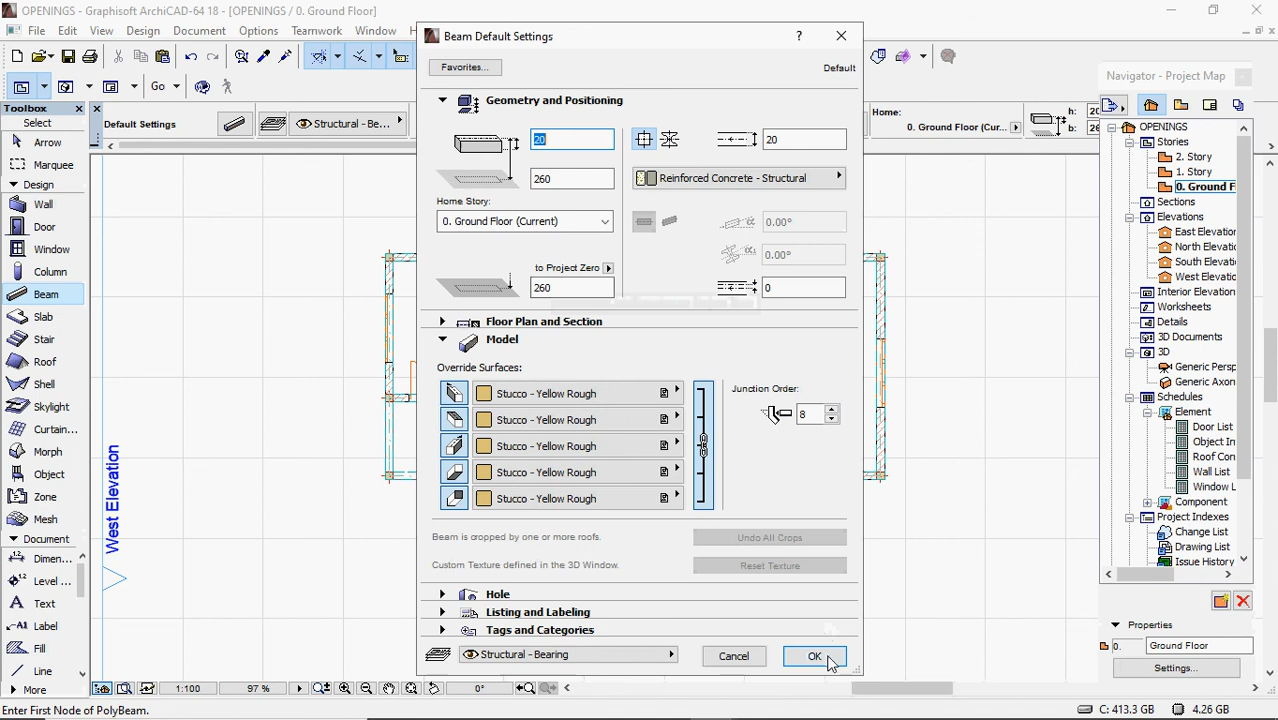 OPENINGS - Graphisoft ArchiCAD-64 18 - [OPENINGS / 0. Ground Floor]
File Edit View Design Document Options Teamwork Window
Go
Toolbox
Select
Arrow
Marquee
Design
Wall
Door
Window
Column
Beam
Slab
Stair
Roof
Shell
Skylight
Curtain...
Morph
Object
Zone
Mesh
Document
Dimen...
Level ...
Text
Label
Fill
Line
More
Default Settings
Structural - Be...
West Elevation
Beam Default Settings
?
Favorites...
Default
Geometry and Positioning
20
20
260
Reinforced Concrete - Structural
Home Story:
0. Ground Floor (Current)
0.00°
0.00°
to Project Zero
260
0
Floor Plan and Section
Model
Override Surfaces:
Junction Order:
Stucco - Yellow Rough
8
Stucco - Yellow Rough
Stucco - Yellow Rough
Stucco - Yellow Rough
Stucco - Yellow Rough
Beam is cropped by one or more roofs.
Undo All Crops
Custom Texture defined in the 3D Window.
Reset Texture
Hole
Listing and Labeling
Tags and Categories
Structural - Bearing
Cancel
OK
Home:
0. Ground Floor (Cur...
h: 20
b: 26
Navigator - Project Map
OPENINGS
Stories
2. Story
1. Story
0. Ground F
Sections
Elevations
East Elevation
North Elevati
South Elevati
West Elevatio
Interior Elevation
Worksheets
Details
3D Documents
3D
Generic Persp
Generic Axon
Schedules
Element
Door List
Object In
Roof Con
Wall List
Window L
Component
Project Indexes
Change List
Drawing List
Issue History
Properties
0. Ground Floor
Settings...
1:100
97 %
0°
Enter First Node of PolyBeam.
C: 413.3 GB
4.26 GB